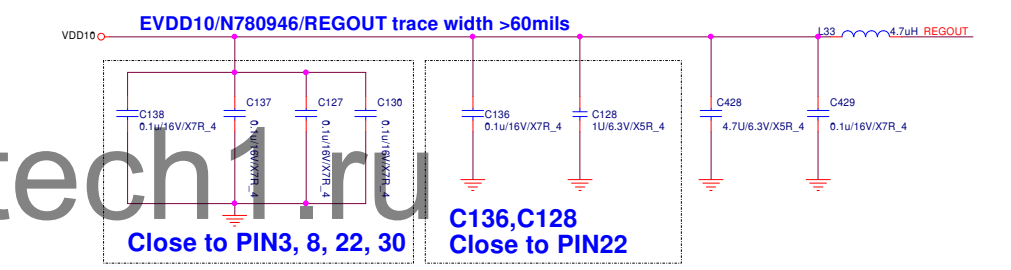 EVDD10/N780946/REGOUT trace width >60mils
VDD10
L33
4.7uH
REGOUT
C138
0.1u/16V/X7R_4
C137
0.1u/16V/X7R_4
C127
0.1u/16V/X7R_4
C130
0.1u/16V/X7R_4
C136
0.1u/16V/X7R_4
C128
1U/6.3V/X5R_4
C428
4.7U/6.3V/X5R_4
C429
0.1u/16V/X7R_4
tech1.ru
Close to PIN3, 8, 22, 30
C136,C128
Close to PIN22